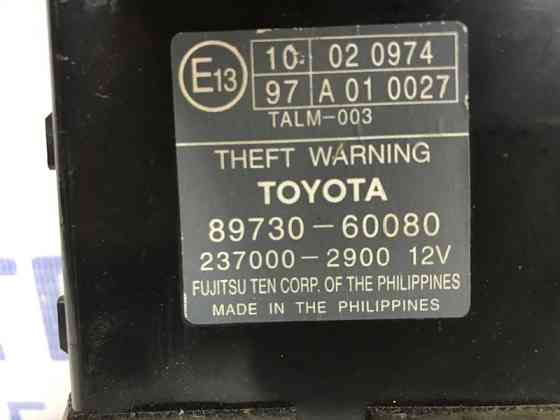 E13
10 02 0974
97 A 01 0027
TALM-003
THEFT WARNING
TOYOTA
89730-60080
237000-2900 12V
FUJITSU TEN CORP. OF THE PHILIPPINES
MADE IN THE PHILIPPINES